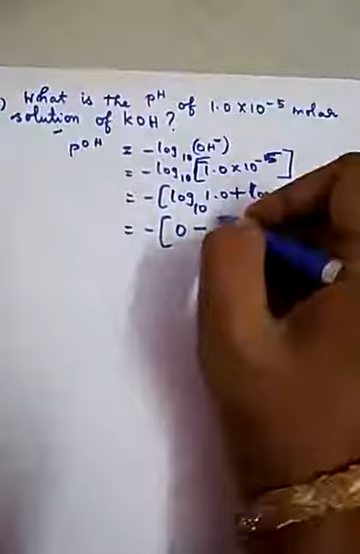 ) What is the pH of 1.0 x 10⁻⁵ molar
solution of KOH?
pOH = -log₁₀(OH⁻)
= -log₁₀[1.0 x 10⁻⁵]
= -[log₁₀ 1.0 +
= -[0 -